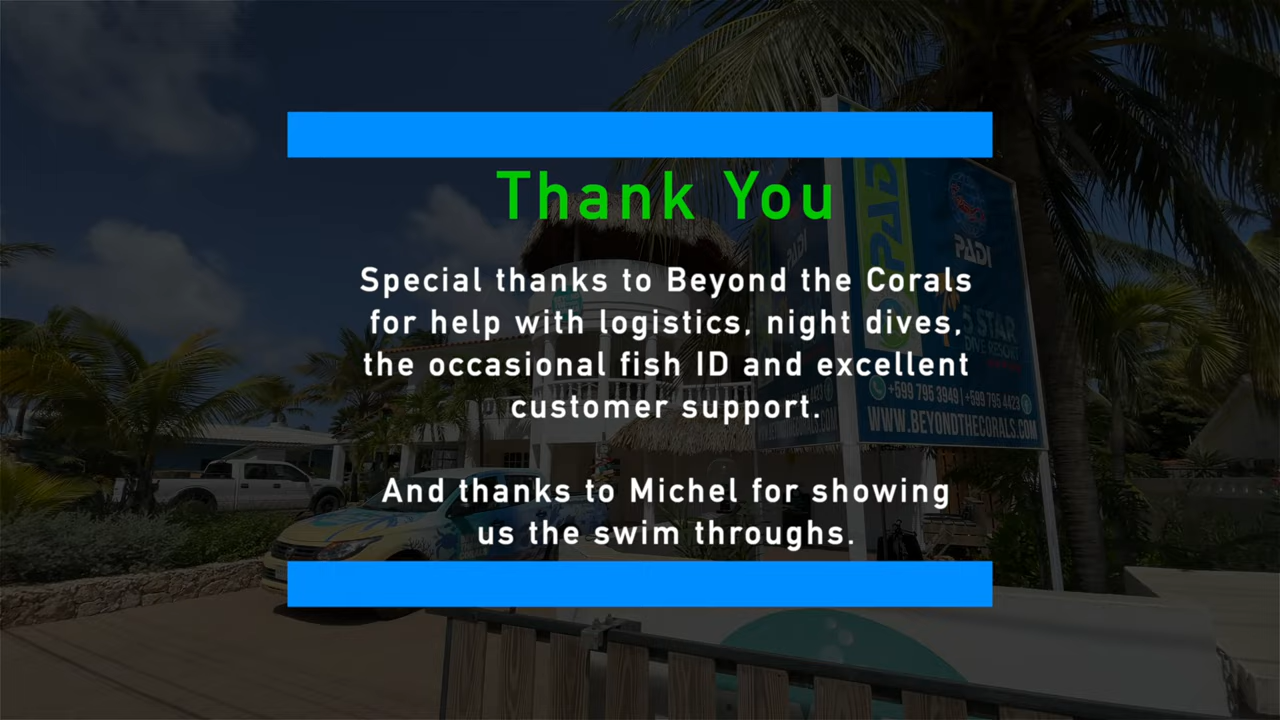 Thank You
Special thanks to Beyond the Corals
for help with logistics, night dives,
the occasional fish ID and excellent
customer support.
And thanks to Michel for showing
us the swim throughs.
PADI
PADI
PADI
5 STAR
DIVE RESORT
+599 795 3949 | +599 795 4423
WWW.BEYONDTHECORALS.COM